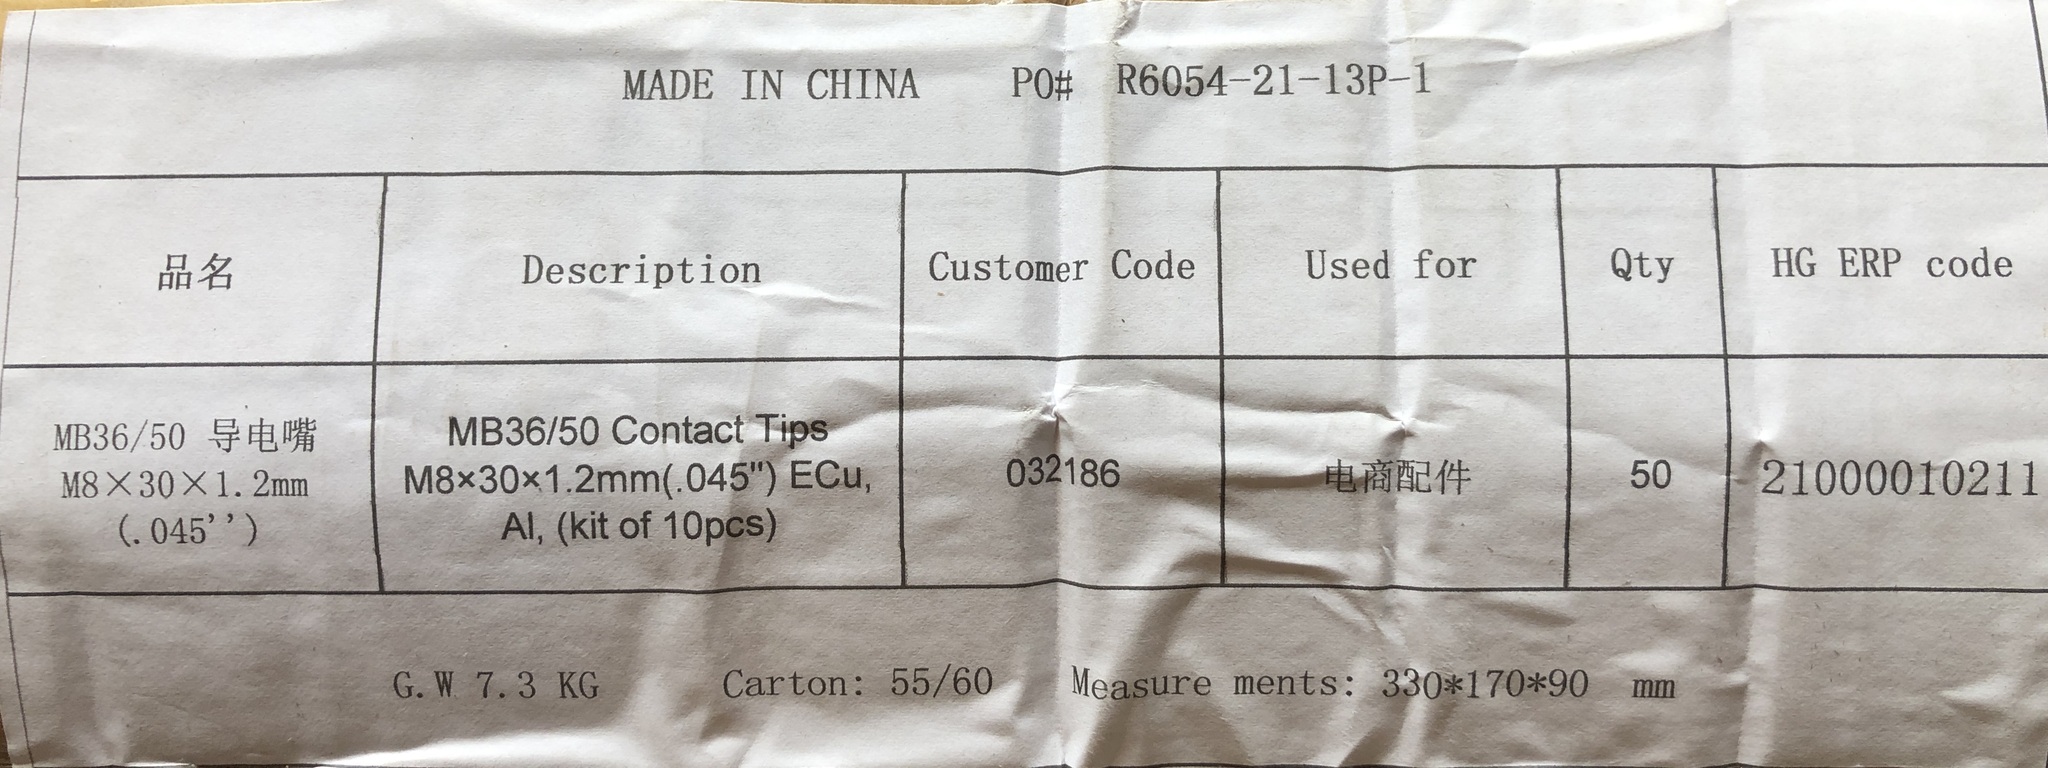 MADE IN CHINA PO# R6054-21-13P-1
品名 Description Customer Code Used for Qty HG ERP code
MB36/50 导电嘴
M8×30×1.2mm
(.045'')
MB36/50 Contact Tips
M8×30×1.2mm(.045") ECu,
Al, (kit of 10pcs)
032186
电商配件
50
21000010211
G.W 7.3 KG Carton: 55/60 Measure ments: 330*170*90 mm